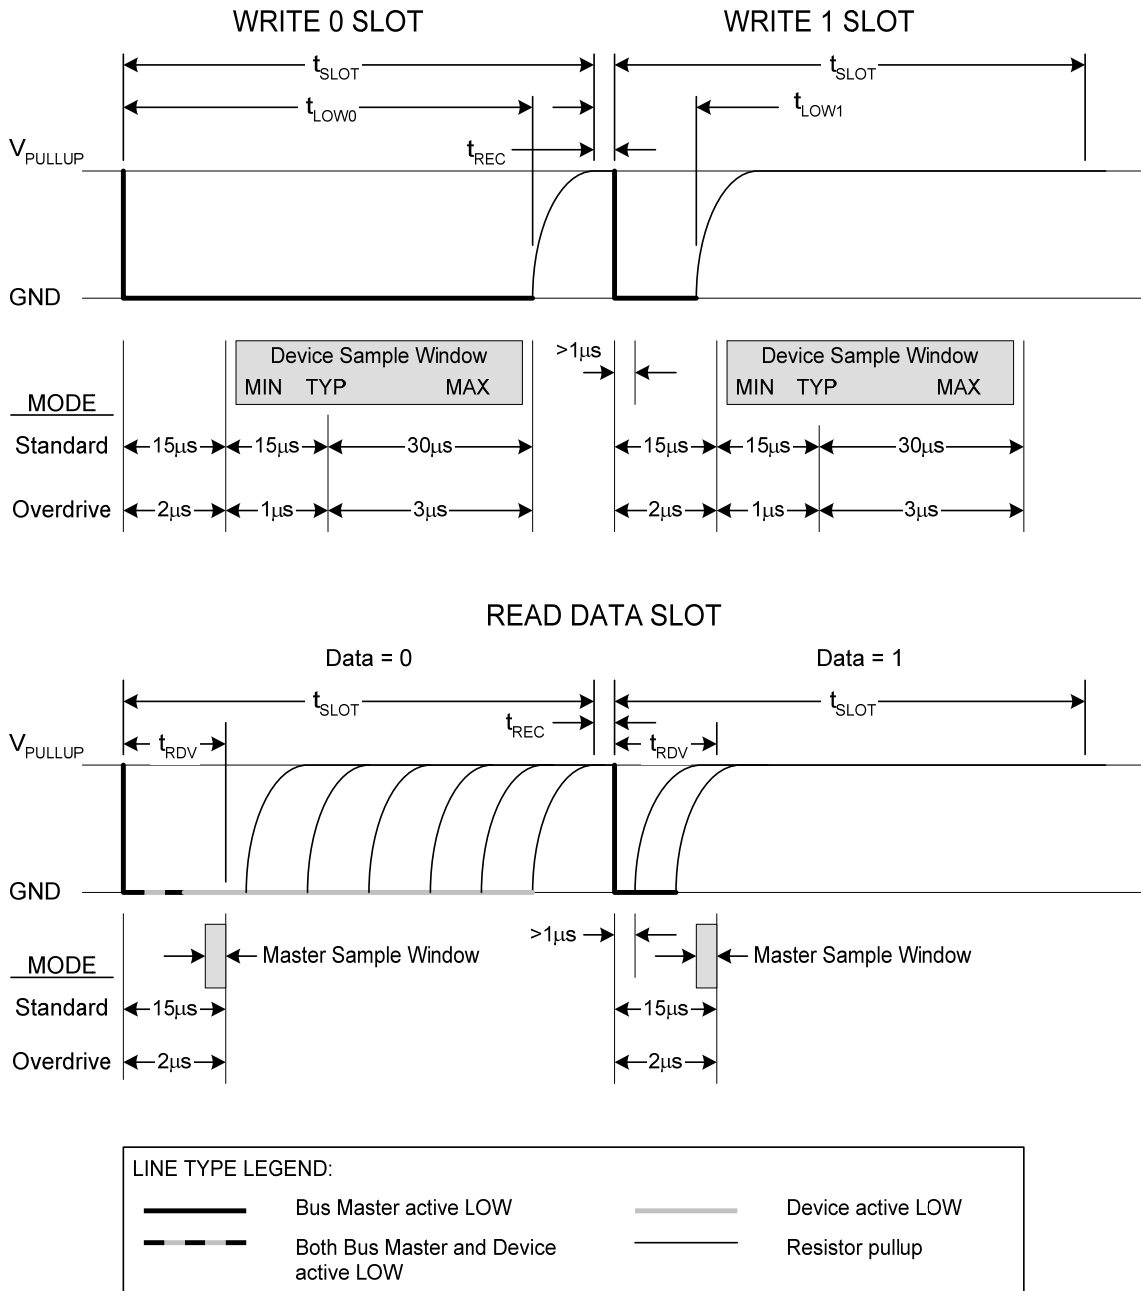 WRITE 0 SLOT WRITE 1 SLOT
tSLOT tSLOT
tLOW0 tLOW1
VPULLUP tREC
GND
Device Sample Window >1µs Device Sample Window
MIN TYP MAX MIN TYP MAX
MODE
Standard 15µs 15µs 30µs 15µs 15µs 30µs
Overdrive 2µs 1µs 3µs 2µs 1µs 3µs
READ DATA SLOT
Data = 0 Data = 1
tSLOT tSLOT
tREC
VPULLUP tRDV tRDV
GND
>1µs
Master Sample Window Master Sample Window
MODE
Standard 15µs 15µs
Overdrive 2µs 2µs
LINE TYPE LEGEND:
Bus Master active LOW Device active LOW
Both Bus Master and Device Resistor pullup
active LOW